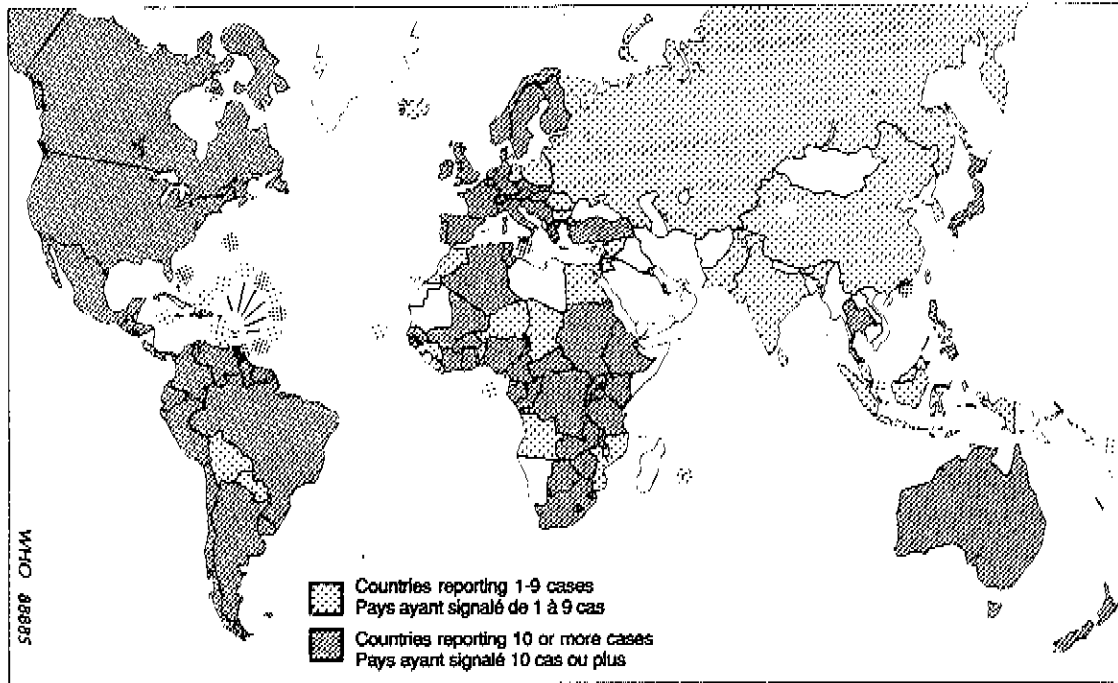 Countries reporting 1-9 cases
Pays ayant signalé de 1 à 9 cas
Countries reporting 10 or more cases
Pays ayant signalé 10 cas ou plus
WHO 88885